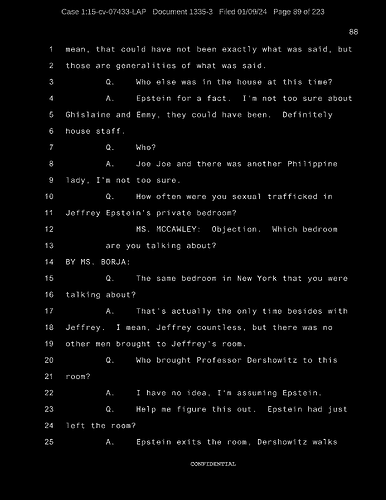 Case 1:15-cv-07433-LAP Document 1335-3 Filed 01/09/24 Page 89 of 223
88
1 mean, that could have not been exactly what was said, but
2 those are generalities of what was said.
3 Q. Who else was in the house at this time?
4 A. Epstein for a fact. I'm not too sure about
5 Ghislaine and Emmy, they could have been. Definitely
6 house staff.
7 Q. Who?
8 A. Joe Joe and there was another Philippine
9 lady, I'm not too sure.
10 Q. How often were you sexual trafficked in
11 Jeffrey Epstein's private bedroom?
12 MS. MCCAWLEY: Objection. Which bedroom
13 are you talking about?
14 BY MS. BORJA:
15 Q. The same bedroom in New York that you were
16 talking about?
17 A. That's actually the only time besides with
18 Jeffrey. I mean, Jeffrey countless, but there was no
19 other men brought to Jeffrey's room.
20 Q. Who brought Professor Dershowitz to this
21 room?
22 A. I have no idea, I'm assuming Epstein.
23 Q. Help me figure this out. Epstein had just
24 left the room?
25 A. Epstein exits the room, Dershowitz walks
CONFIDENTIAL